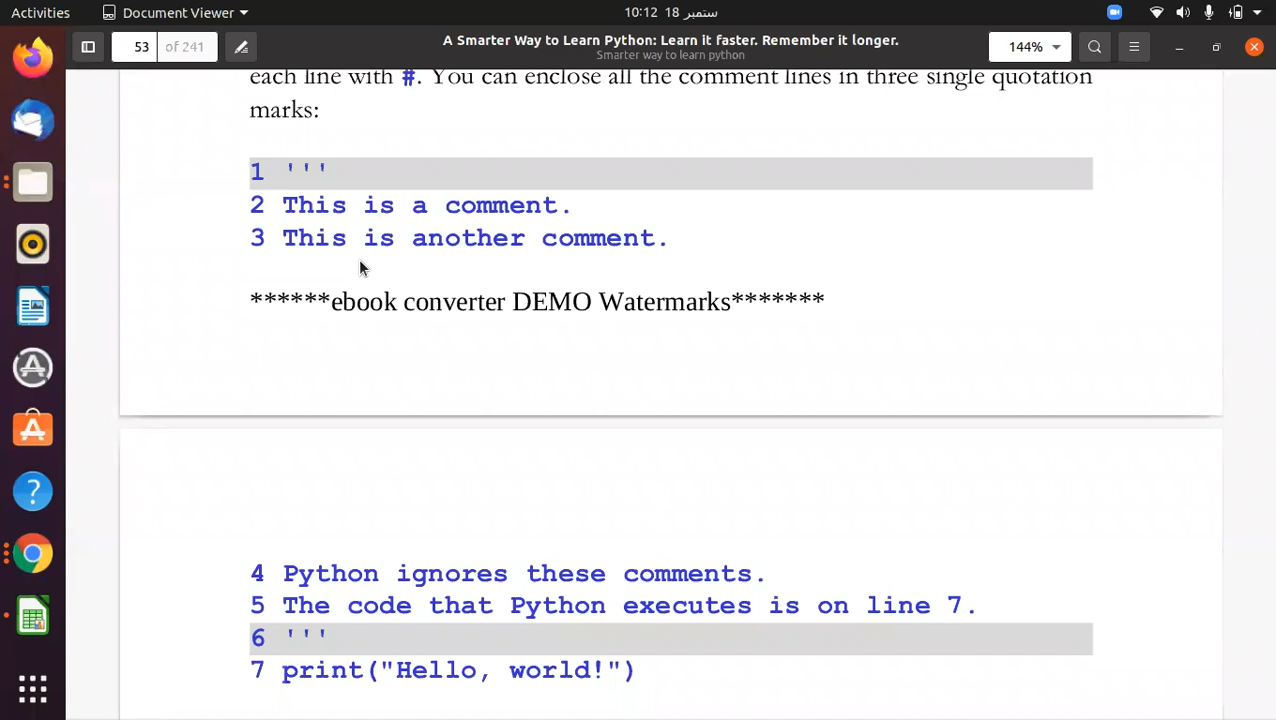 Activities
Document Viewer
10:12 18 ستمبر
53
of 241
A Smarter Way to Learn Python: Learn it faster. Remember it longer.
Smarter way to learn python
144%
each line with #. You can enclose all the comment lines in three single quotation
marks:
1 '''
2 This is a comment.
3 This is another comment.
******ebook converter DEMO Watermarks*******
4 Python ignores these comments.
5 The code that Python executes is on line 7.
6 '''
7 print("Hello, world!")